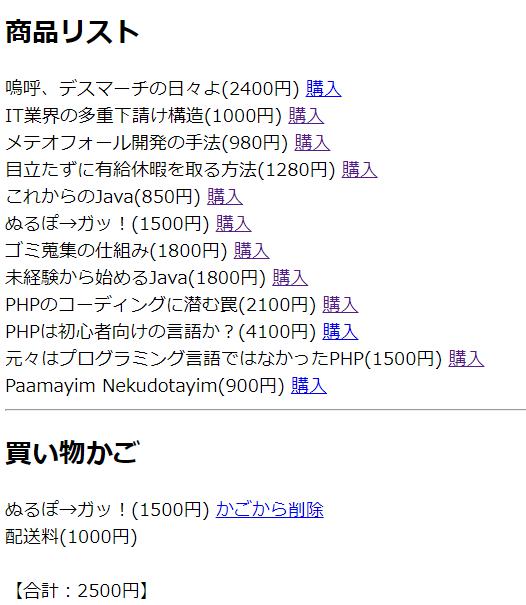 商品リスト
嗚呼、デスマーチの日々よ(2400円) 購入
IT業界の多重下請け構造(1000円) 購入
メテオフォール開発の手法(980円) 購入
目立たずに有給休暇を取る方法(1280円) 購入
これからのJava(850円) 購入
ぬるぽ→ガッ！(1500円) 購入
ゴミ蒐集の仕組み(1800円) 購入
未経験から始めるJava(1800円) 購入
PHPのコーディングに潜む罠(2100円) 購入
PHPは初心者向けの言語か？(4100円) 購入
元々はプログラミング言語ではなかったPHP(1500円) 購入
Paamayim Nekudotayim(900円) 購入
買い物かご
ぬるぽ→ガッ！(1500円) かごから削除
配送料(1000円)
【合計：2500円】